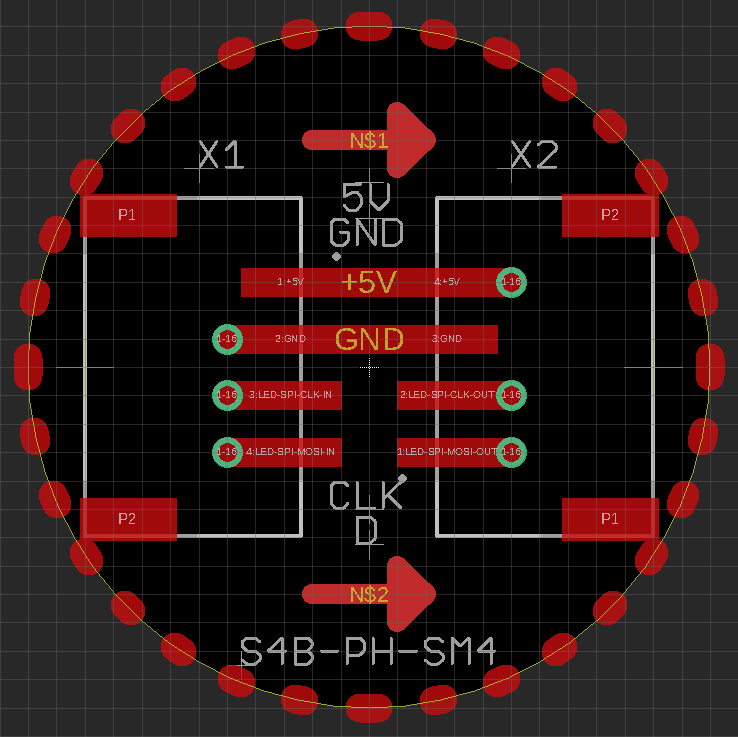 N$1
X1 X2
P1 5V P2
GND
1:+5V +5V 4:+5V 1-16
1-16 2:GND GND 3:GND
1-16 3:LED-SPI-CLK-IN 2:LED-SPI-CLK-OUT 1-16
1-16 4:LED-SPI-MOSI-IN 1:LED-SPI-MOSI-OUT 1-16
CLK
P2 D P1
N$2
S4B-PH-SM4